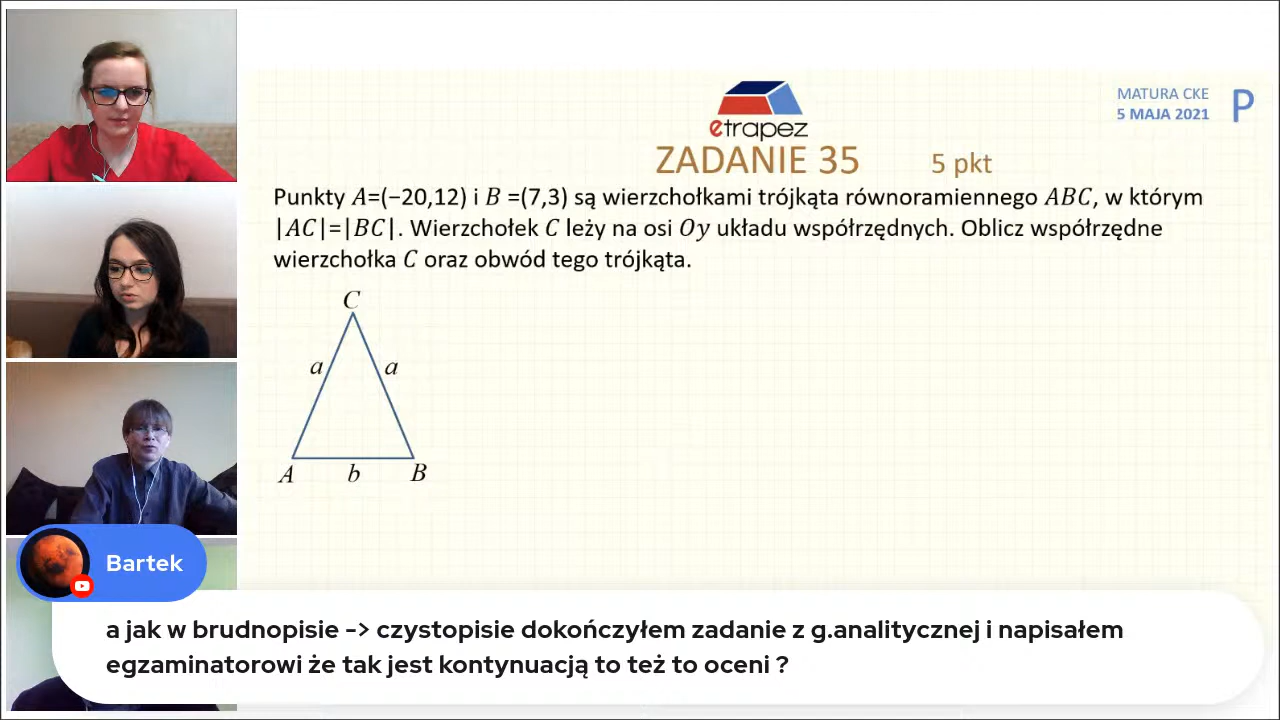 etrapez
MATURA CKE
5 MAJA 2021
P
ZADANIE 35 5 pkt
Punkty A=(−20,12) i B =(7,3) są wierzchołkami trójkąta równoramiennego ABC, w którym
|AC|=|BC|. Wierzchołek C leży na osi Oy układu współrzędnych. Oblicz współrzędne
wierzchołka C oraz obwód tego trójkąta.
C
a a
A b B
Bartek
a jak w brudnopisie -> czystopisie dokończyłem zadanie z g.analitycznej i napisałem
egzaminatorowi że tak jest kontynuacją to też to oceni ?